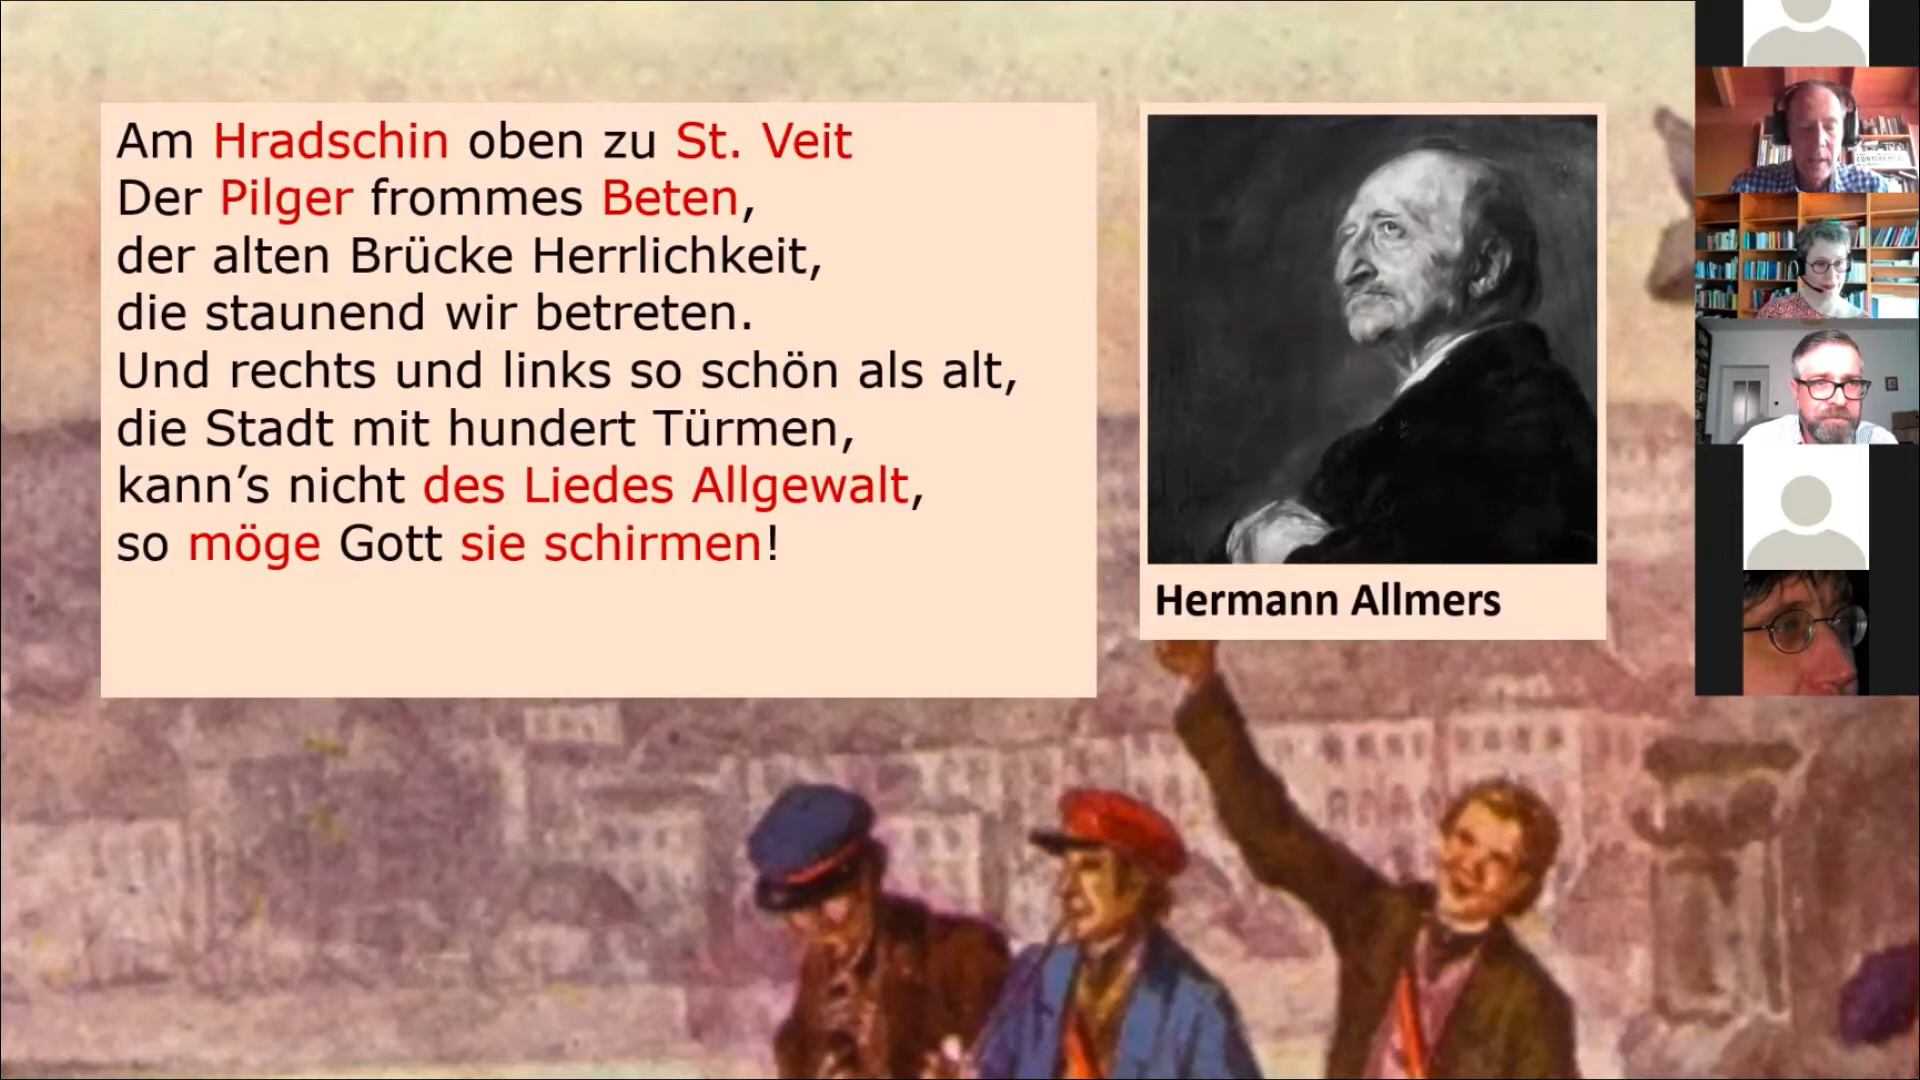 Am Hradschin oben zu St. Veit
Der Pilger frommes Beten,
der alten Brücke Herrlichkeit,
die staunend wir betreten.
Und rechts und links so schön als alt,
die Stadt mit hundert Türmen,
kann’s nicht des Liedes Allgewalt,
so möge Gott sie schirmen!
Hermann Allmers